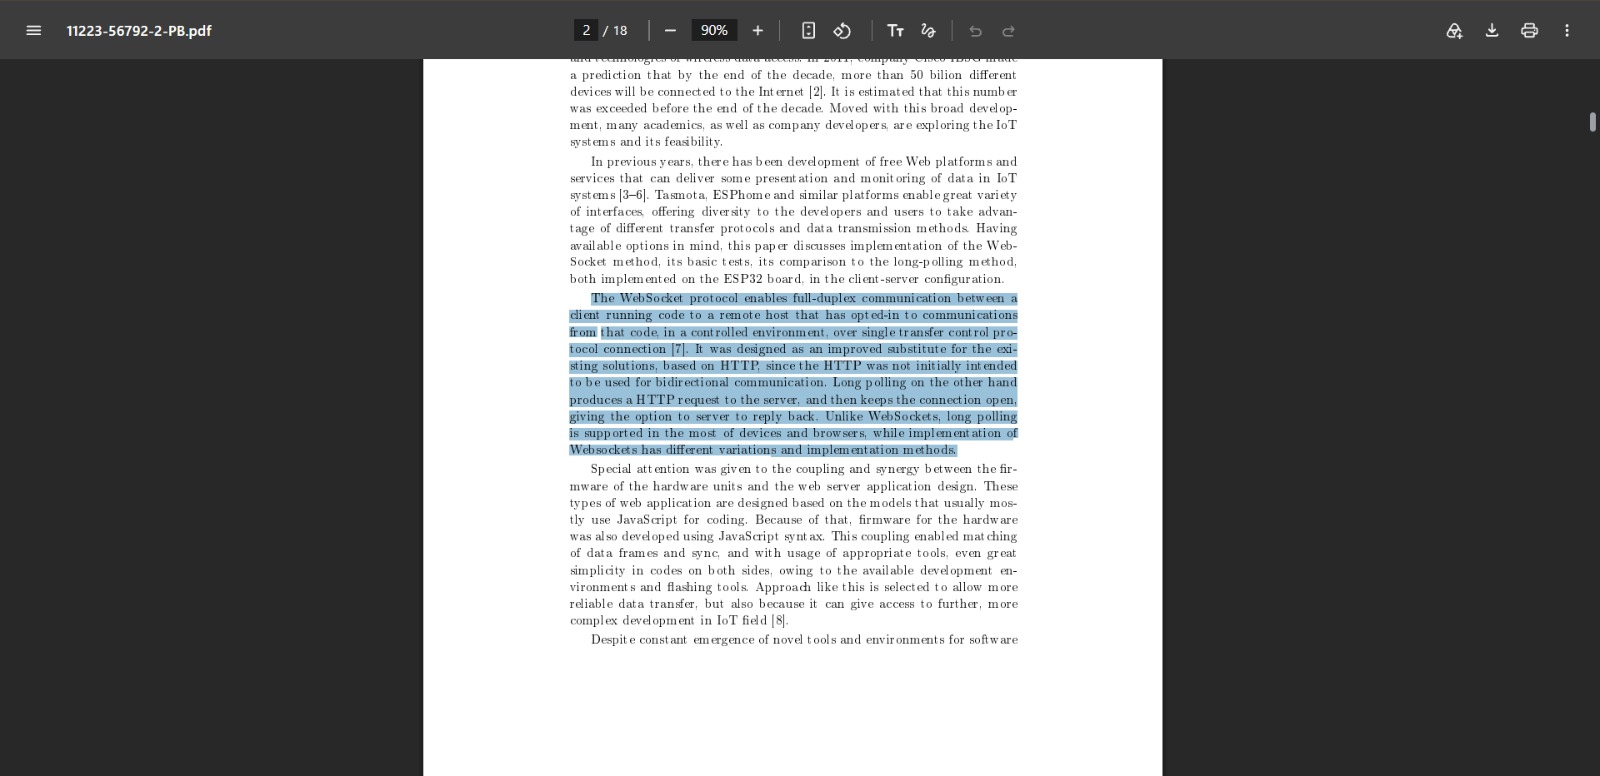 11223-56792-2-PB.pdf
2 / 18
90%
and technologies of wireless data access. In 2011, company Cisco IBSG made
a prediction that by the end of the decade, more than 50 bilion different
devices will be connected to the Internet [2]. It is estimated that this number
was exceeded before the end of the decade. Moved with this broad develop-
ment, many academics, as well as company developers, are exploring the IoT
systems and its feasibility.
In previous years, there has been development of free Web platforms and
services that can deliver some presentation and monitoring of data in IoT
systems [3–6]. Tasmota, ESPhome and similar platforms enable great variety
of interfaces, offering diversity to the developers and users to take advan-
tage of different transfer protocols and data transmission methods. Having
available options in mind, this paper discusses implementation of the Web-
Socket method, its basic tests, its comparison to the long-polling method,
both implemented on the ESP32 board, in the client-server configuration.
The WebSocket protocol enables full-duplex communication between a
client running code to a remote host that has opted-in to communications
from that code, in a controlled environment, over single transfer control pro-
tocol connection [7]. It was designed as an improved substitute for the exi-
sting solutions, based on HTTP, since the HTTP was not initially intended
to be used for bidirectional communication. Long polling on the other hand
produces a HTTP request to the server, and then keeps the connection open,
giving the option to server to reply back. Unlike WebSockets, long polling
is supported in the most of devices and browsers, while implementation of
Websockets has different variations and implementation methods.
Special attention was given to the coupling and synergy between the fir-
mware of the hardware units and the web server application design. These
types of web application are designed based on the models that usually mos-
tly use JavaScript for coding. Because of that, firmware for the hardware
was also developed using JavaScript syntax. This coupling enabled matching
of data frames and sync, and with usage of appropriate tools, even great
simplicity in codes on both sides, owing to the available development en-
vironments and flashing tools. Approach like this is selected to allow more
reliable data transfer, but also because it can give access to further, more
complex development in IoT field [8].
Despite constant emergence of novel tools and environments for software